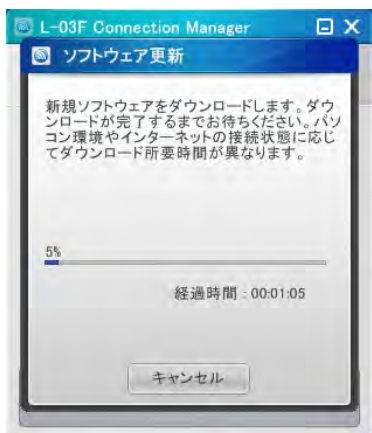 L-03F Connection Manager
ソフトウェア更新
新規ソフトウェアをダウンロードします。ダウ
ンロードが完了するまでお待ちください。パソ
コン環境やインターネットの接続状態に応じ
てダウンロード所要時間が異なります。
5%
経過時間 : 00:01:05
キャンセル